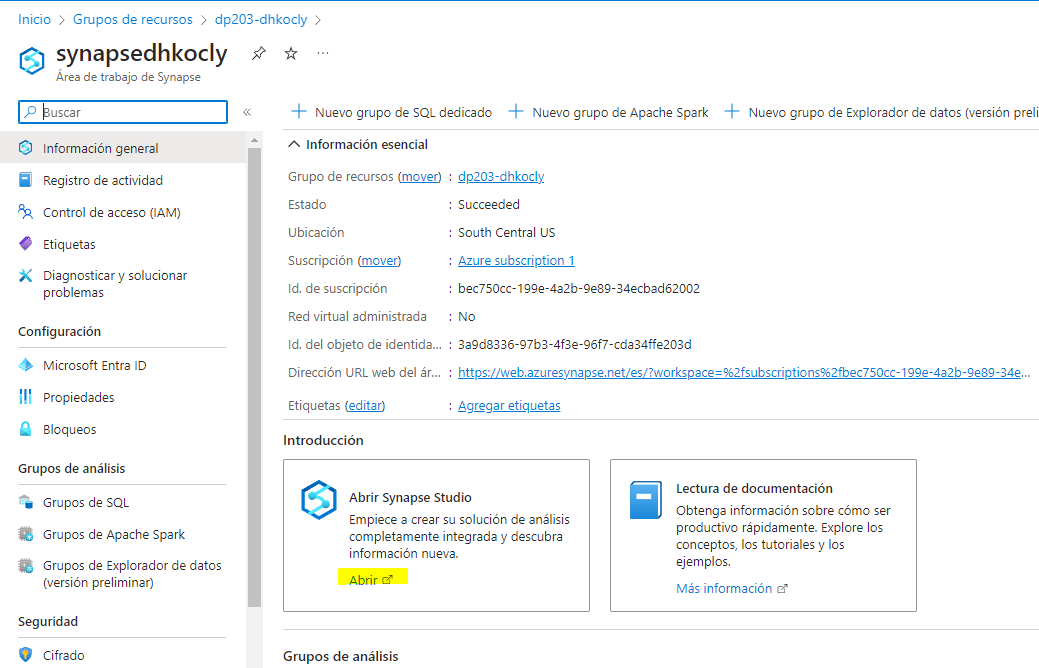 Inicio > Grupos de recursos > dp203-dhkocly >
synapsedhkocly
Área de trabajo de Synapse
Buscar
Información general
Registro de actividad
Control de acceso (IAM)
Etiquetas
Diagnosticar y solucionar
problemas
Configuración
Microsoft Entra ID
Propiedades
Bloqueos
Grupos de análisis
Grupos de SQL
Grupos de Apache Spark
Grupos de Explorador de datos
(versión preliminar)
Seguridad
Cifrado
+ Nuevo grupo de SQL dedicado + Nuevo grupo de Apache Spark + Nuevo grupo de Explorador de datos (versión preli
Información esencial
Grupo de recursos (mover) : dp203-dhkocly
Estado : Succeeded
Ubicación : South Central US
Suscripción (mover) : Azure subscription 1
Id. de suscripción : bec750cc-199e-4a2b-9e89-34ecbad62002
Red virtual administrada : No
Id. del objeto de identida... : 3a9d8336-97b3-4f3e-96f7-cda34ffe203d
Dirección URL web del ár... : https://web.azuresynapse.net/es/?workspace=%2fsubscriptions%2fbec750cc-199e-4a2b-9e89-34e...
Etiquetas (editar) : Agregar etiquetas
Introducción
Abrir Synapse Studio
Empiece a crear su solución de análisis
completamente integrada y descubra
información nueva.
Abrir
Lectura de documentación
Obtenga información sobre cómo ser
productivo rápidamente. Explore los
conceptos, los tutoriales y los
ejemplos.
Más información
Grupos de análisis